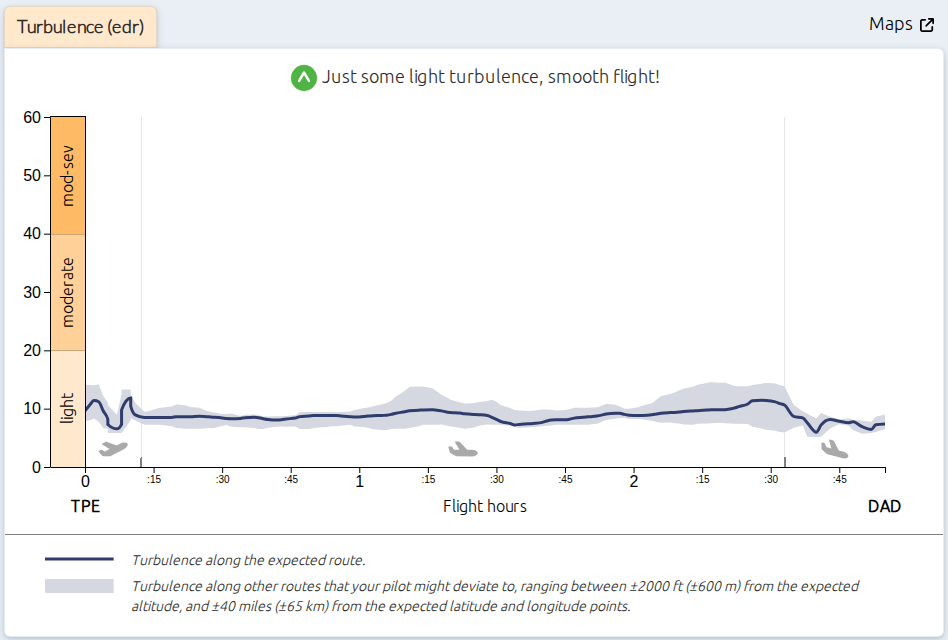 Turbulence (edr)
Maps
Just some light turbulence, smooth flight!
60
50
40
30
20
10
0
mod-sev
moderate
light
0 :15 :30 :45 1 :15 :30 :45 2 :15 :30 :45
TPE Flight hours DAD
Turbulence along the expected route.
Turbulence along other routes that your pilot might deviate to, ranging between ±2000 ft (±600 m) from the expected
altitude, and ±40 miles (±65 km) from the expected latitude and longitude points.